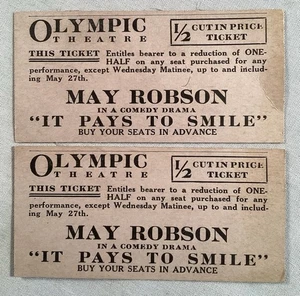 OLYMPIC
THEATRE
1/2 CUT IN PRICE
TICKET
THIS TICKET Entitles bearer to a reduction of ONE-
HALF on any seat purchased for any
performance, except Wednesday Matinee, up to and includ-
ing May 27th.
MAY ROBSON
IN A COMEDY DRAMA
"IT PAYS TO SMILE"
BUY YOUR SEATS IN ADVANCE
OLYMPIC
THEATRE
1/2 CUT IN PRICE
TICKET
THIS TICKET Entitles bearer to a reduction of ONE-
HALF on any seat purchased for any
performance, except Wednesday Matinee, up to and includ-
ing May 27th.
MAY ROBSON
IN A COMEDY DRAMA
"IT PAYS TO SMILE"
BUY YOUR SEATS IN ADVANCE